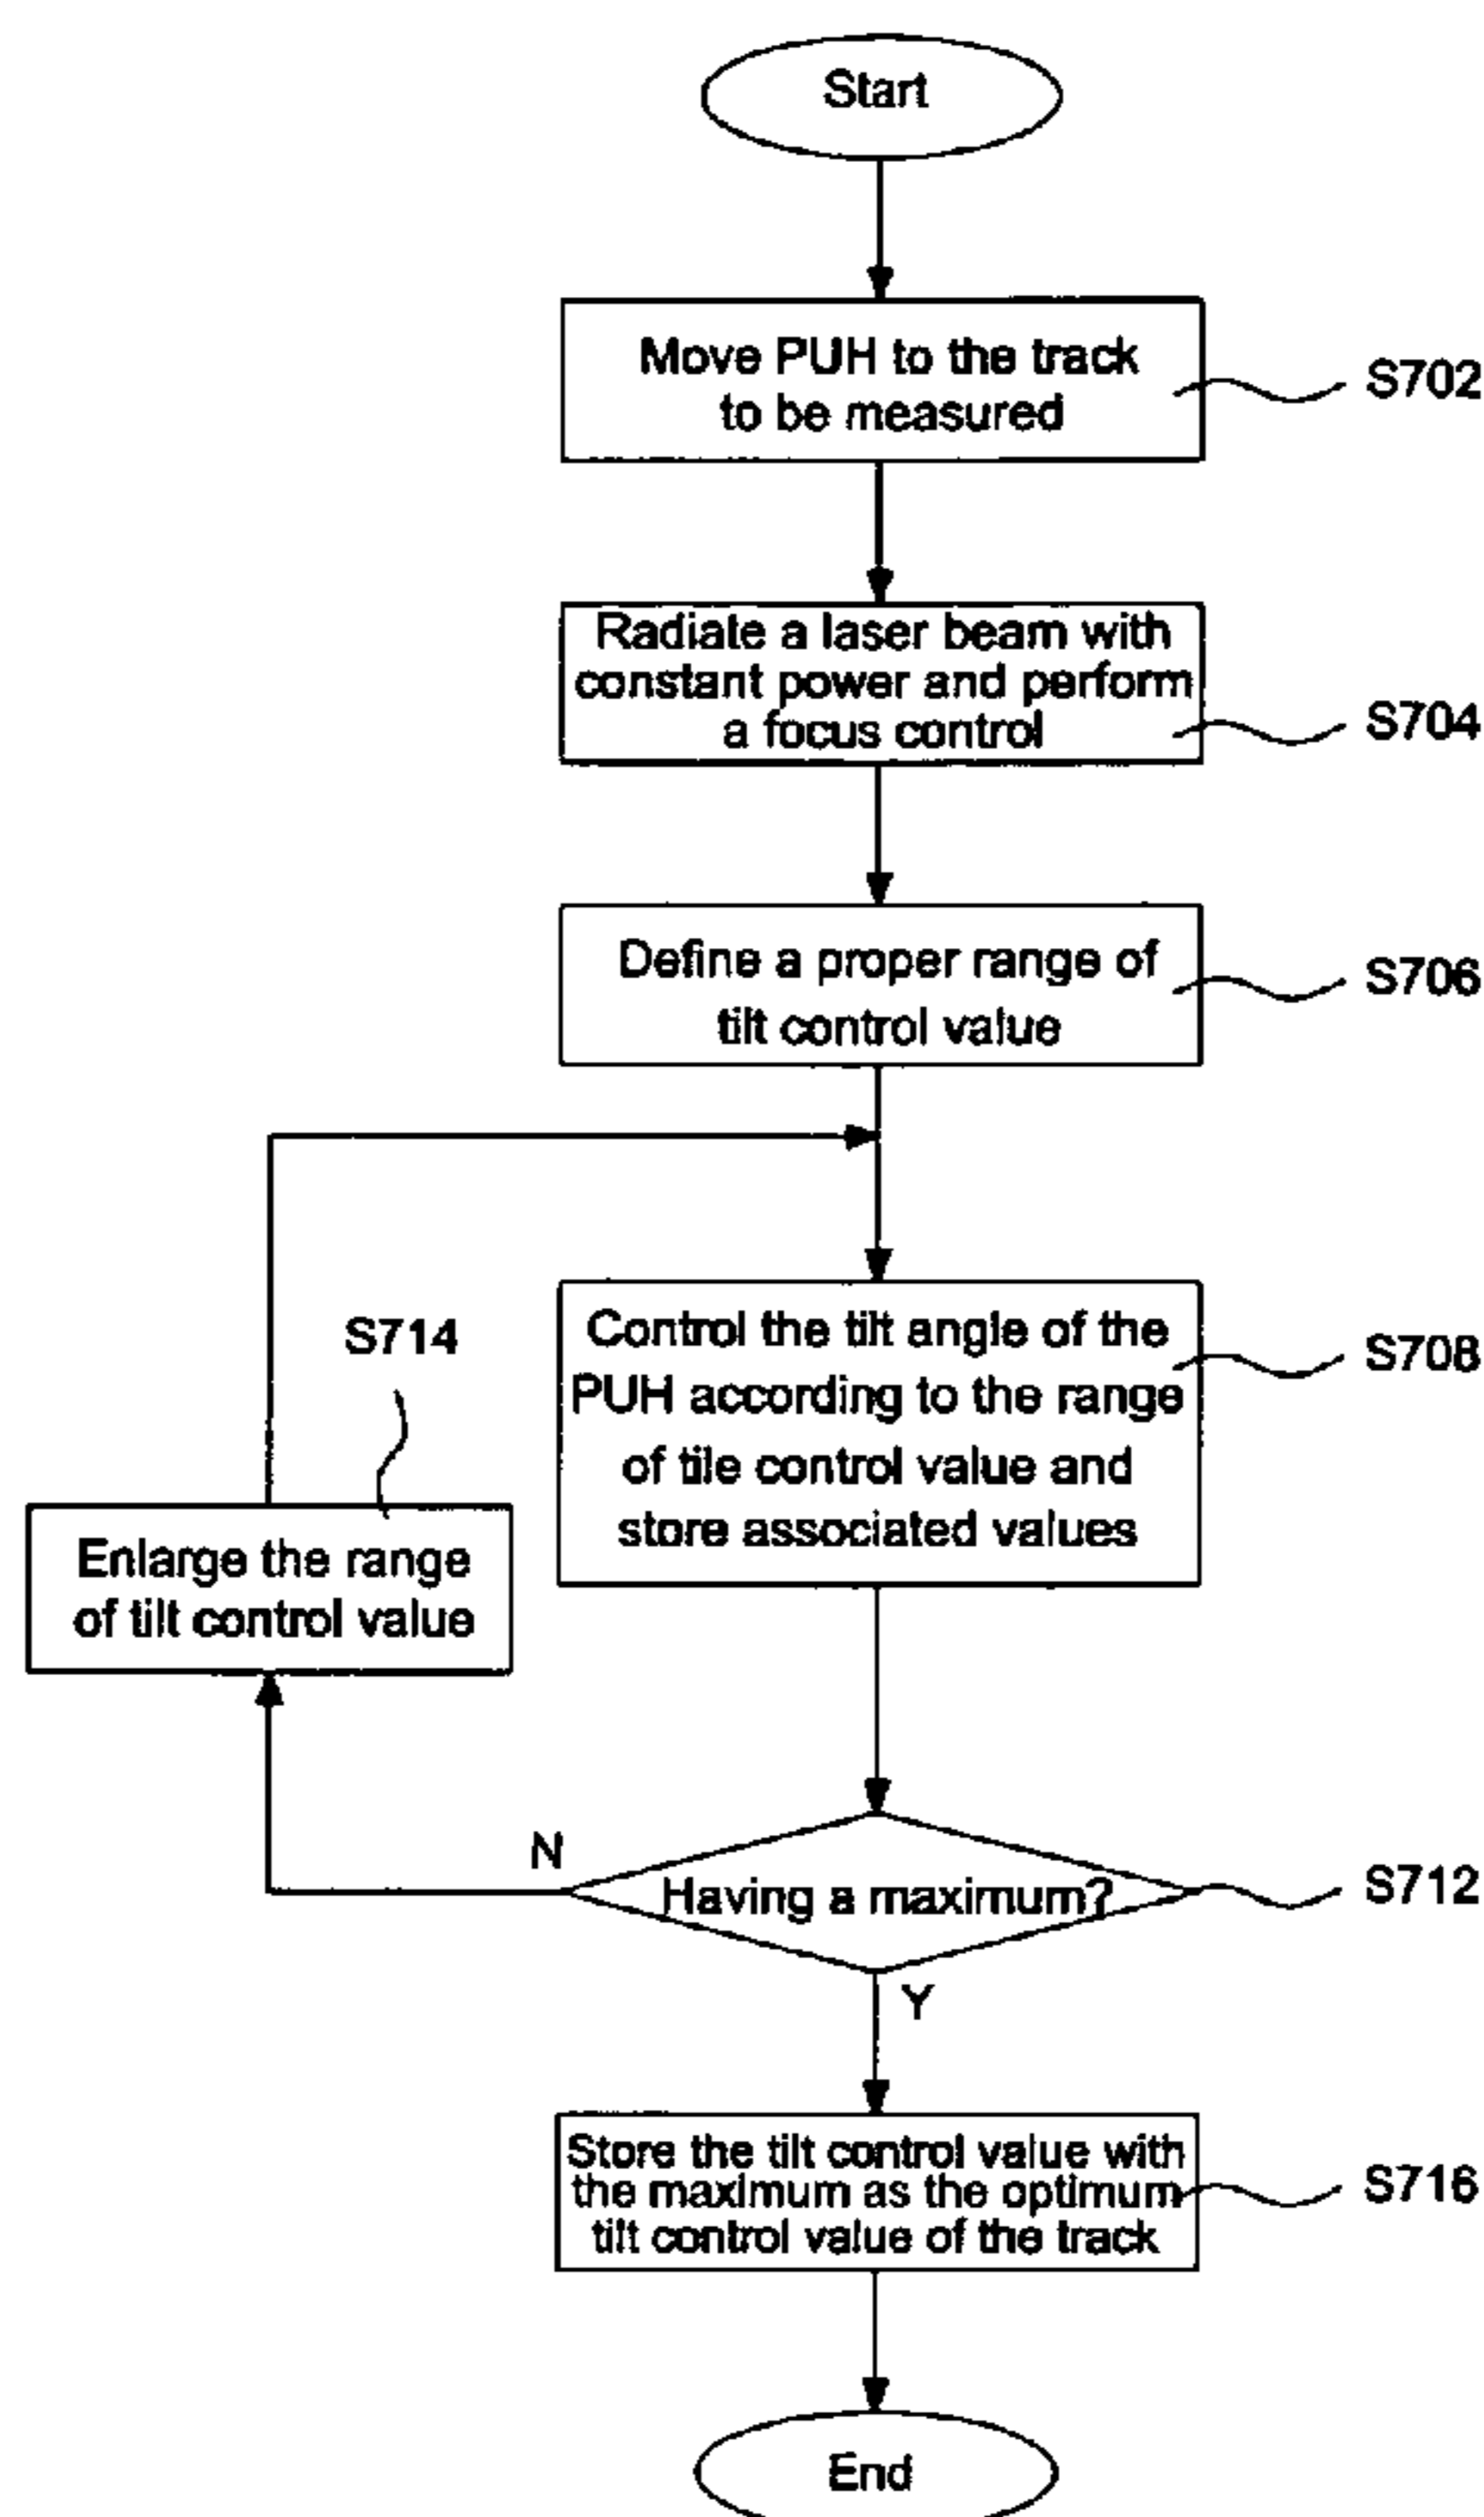 Start
Move PUH to the track
to be measured
S702
Radiate a laser beam with
constant power and perform
a focus control
S704
Define a proper range of
tilt control value
S706
Control the tilt angle of the
PUH according to the range
of tile control value and
store associated values
S708
S714
Enlarge the range
of tilt control value
N
Having a maximum?
S712
Y
Store the tilt control value with
the maximum as the optimum
tilt control value of the track
S716
End